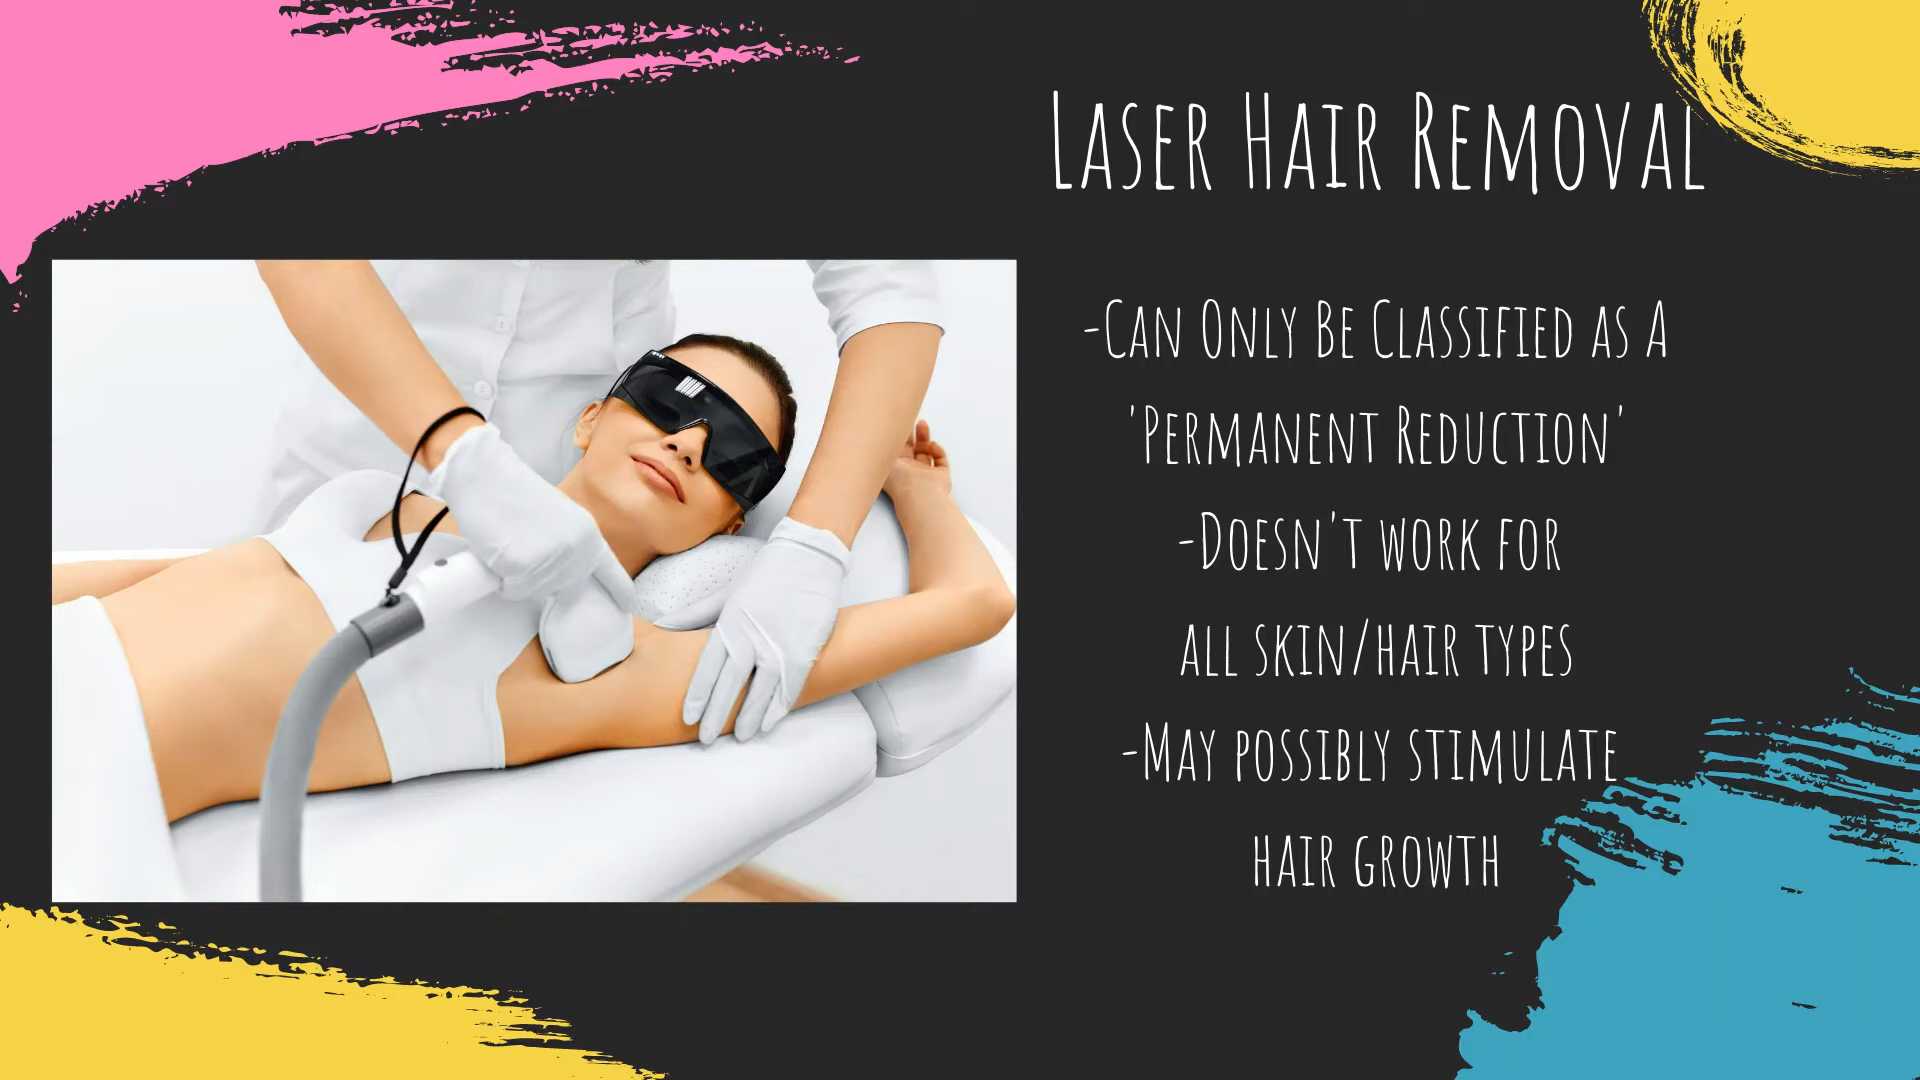 Laser Hair Removal
-Can Only Be Classified as a
'Permanent Reduction'
-Doesn't work for
all skin/hair types
-May possibly stimulate
hair growth